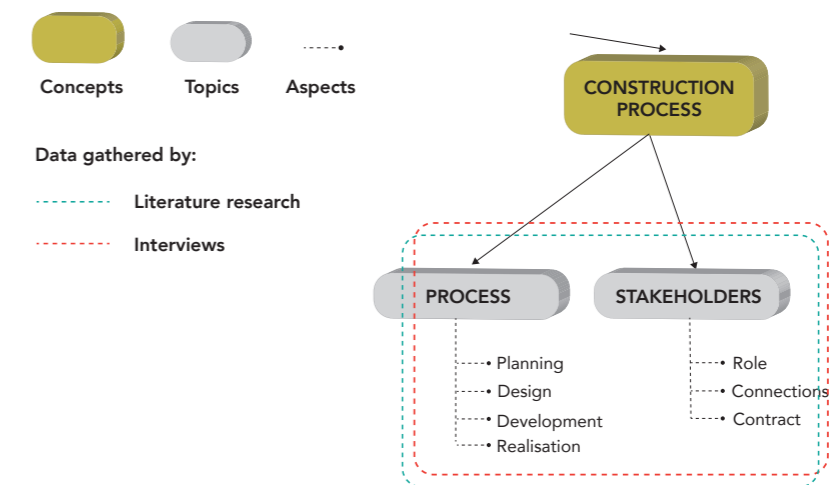 Concepts
Topics
Aspects
Data gathered by:
Literature research
Interviews
CONSTRUCTION
PROCESS
PROCESS
Planning
Design
Development
Realisation
STAKEHOLDERS
Role
Connections
Contract